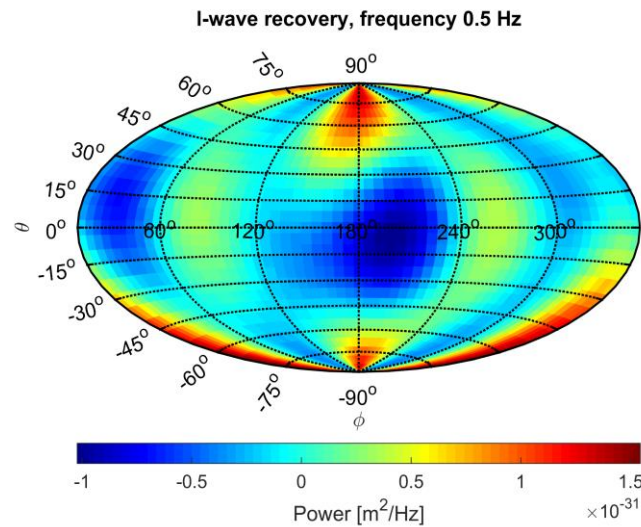 I-wave recovery, frequency 0.5 Hz
90°
75°
60°
45°
30°
15°
0°
-15°
-30°
-45°
-60°
-75°
-90°
θ
60° 120° 180° 240° 300°
ϕ
-1 -0.5 0 0.5 1 1.5
×10⁻³¹
Power [m²/Hz]